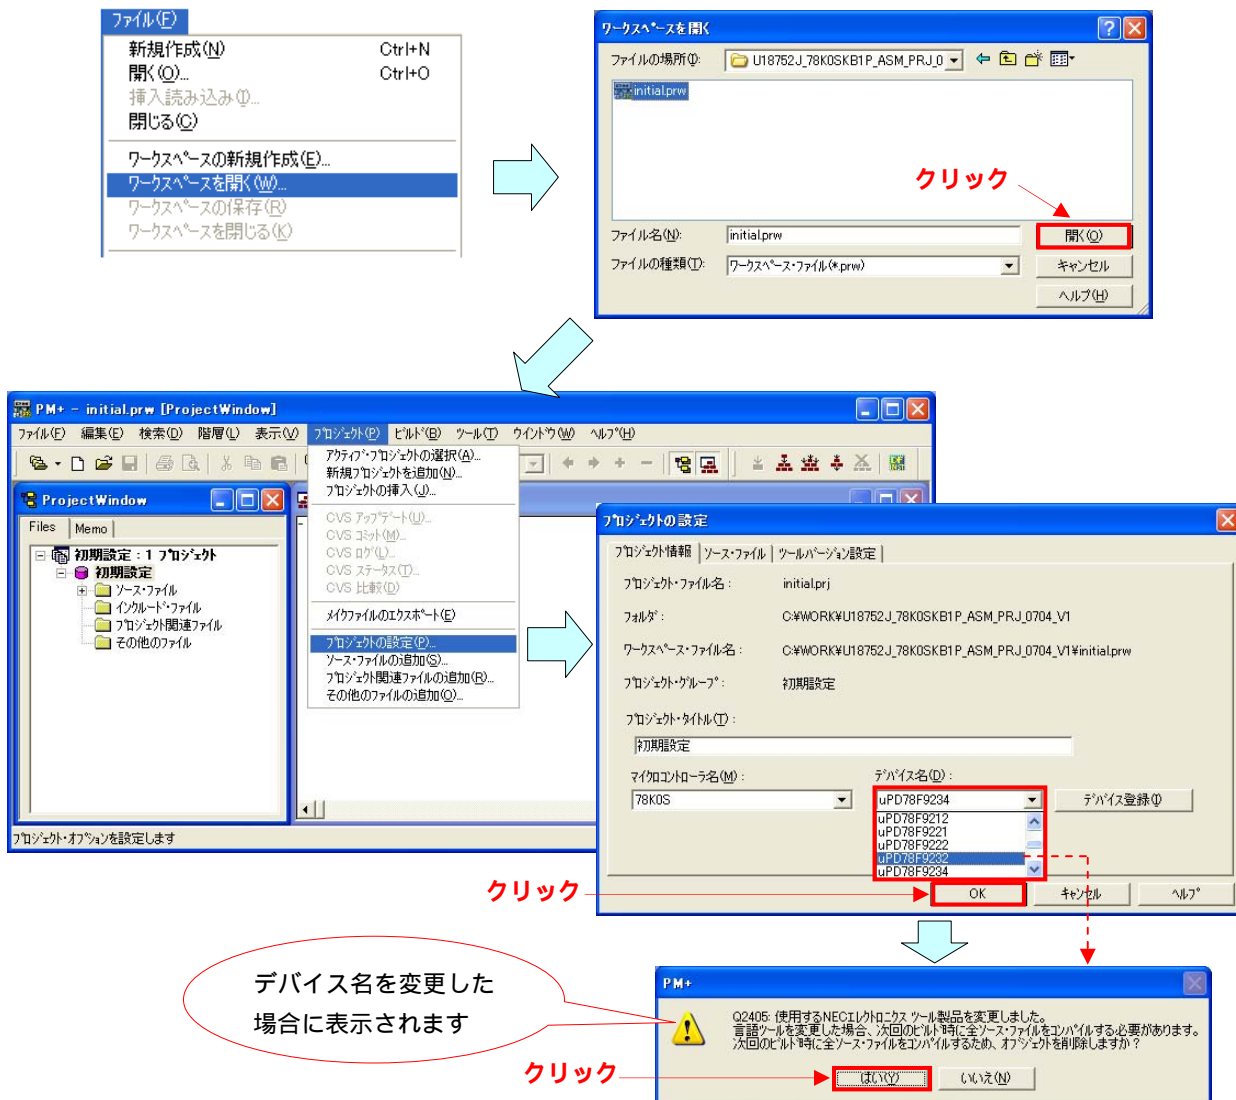 ファイル(F)
新規作成(N) Ctrl+N
開く(O)... Ctrl+O
挿入読み込み(I)...
閉じる(C)
ワークスペースの新規作成(E)...
ワークスペースを開く(W)...
ワークスペースの保存(R)
ワークスペースを閉じる(K)
ワークスペースを開く
ファイルの場所(I): U18752J_78K0SKB1P_ASM_PRJ_0
initial.prw
クリック
ファイル名(N): initial.prw 開く(O)
ファイルの種類(T): ワークスペース・ファイル(*.prw) キャンセル
ヘルプ(H)
PM+ - initial.prw [ProjectWindow]
ファイル(F) 編集(E) 検索(D) 階層(L) 表示(V) プロジェクト(P) ビルド(B) ツール(T) ウインドウ(W) ヘルプ(H)
アクティブ・プロジェクトの選択(A)...
新規プロジェクトを追加(N)...
プロジェクトの挿入(J)...
CVS アップデート(U)...
CVS コミット(M)...
CVS ログ(L)...
CVS ステータス(T)...
CVS 比較(D)
メイクファイルのエクスポート(E)
プロジェクトの設定(P)...
ソース・ファイルの追加(S)...
プロジェクト関連ファイルの追加(R)...
その他のファイルの追加(O)...
ProjectWindow
Files Memo
初期設定 : 1 プロジェクト
初期設定
ソース・ファイル
インクルード・ファイル
プロジェクト関連ファイル
その他のファイル
プロジェクト・オプションを設定します
プロジェクトの設定
プロジェクト情報 ソース・ファイル ツールバージョン設定
プロジェクト・ファイル名 : initial.prj
フォルダ : C:¥WORK¥U18752J_78K0SKB1P_ASM_PRJ_0704_V1
ワークスペース・ファイル名 : C:¥WORK¥U18752J_78K0SKB1P_ASM_PRJ_0704_V1¥initial.prw
プロジェクト・グループ : 初期設定
プロジェクト・タイトル(T) :
初期設定
マイクロコントローラ名(M) : デバイス名(D) :
78K0S uPD78F9234 デバイス登録(I)
uPD78F9212
uPD78F9221
uPD78F9222
uPD78F9232
uPD78F9234
クリック
OK キャンセル ヘルプ
デバイス名を変更した
場合に表示されます
PM+
Q2405: 使用するNECエレクトロニクス ツール製品を変更しました。
言語ツールを変更した場合、次回のビルド時に全ソース・ファイルをコンパイルする必要があります。
次回のビルド時に全ソース・ファイルをコンパイルするため、オブジェクトを削除しますか？
クリック
はい(Y) いいえ(N)